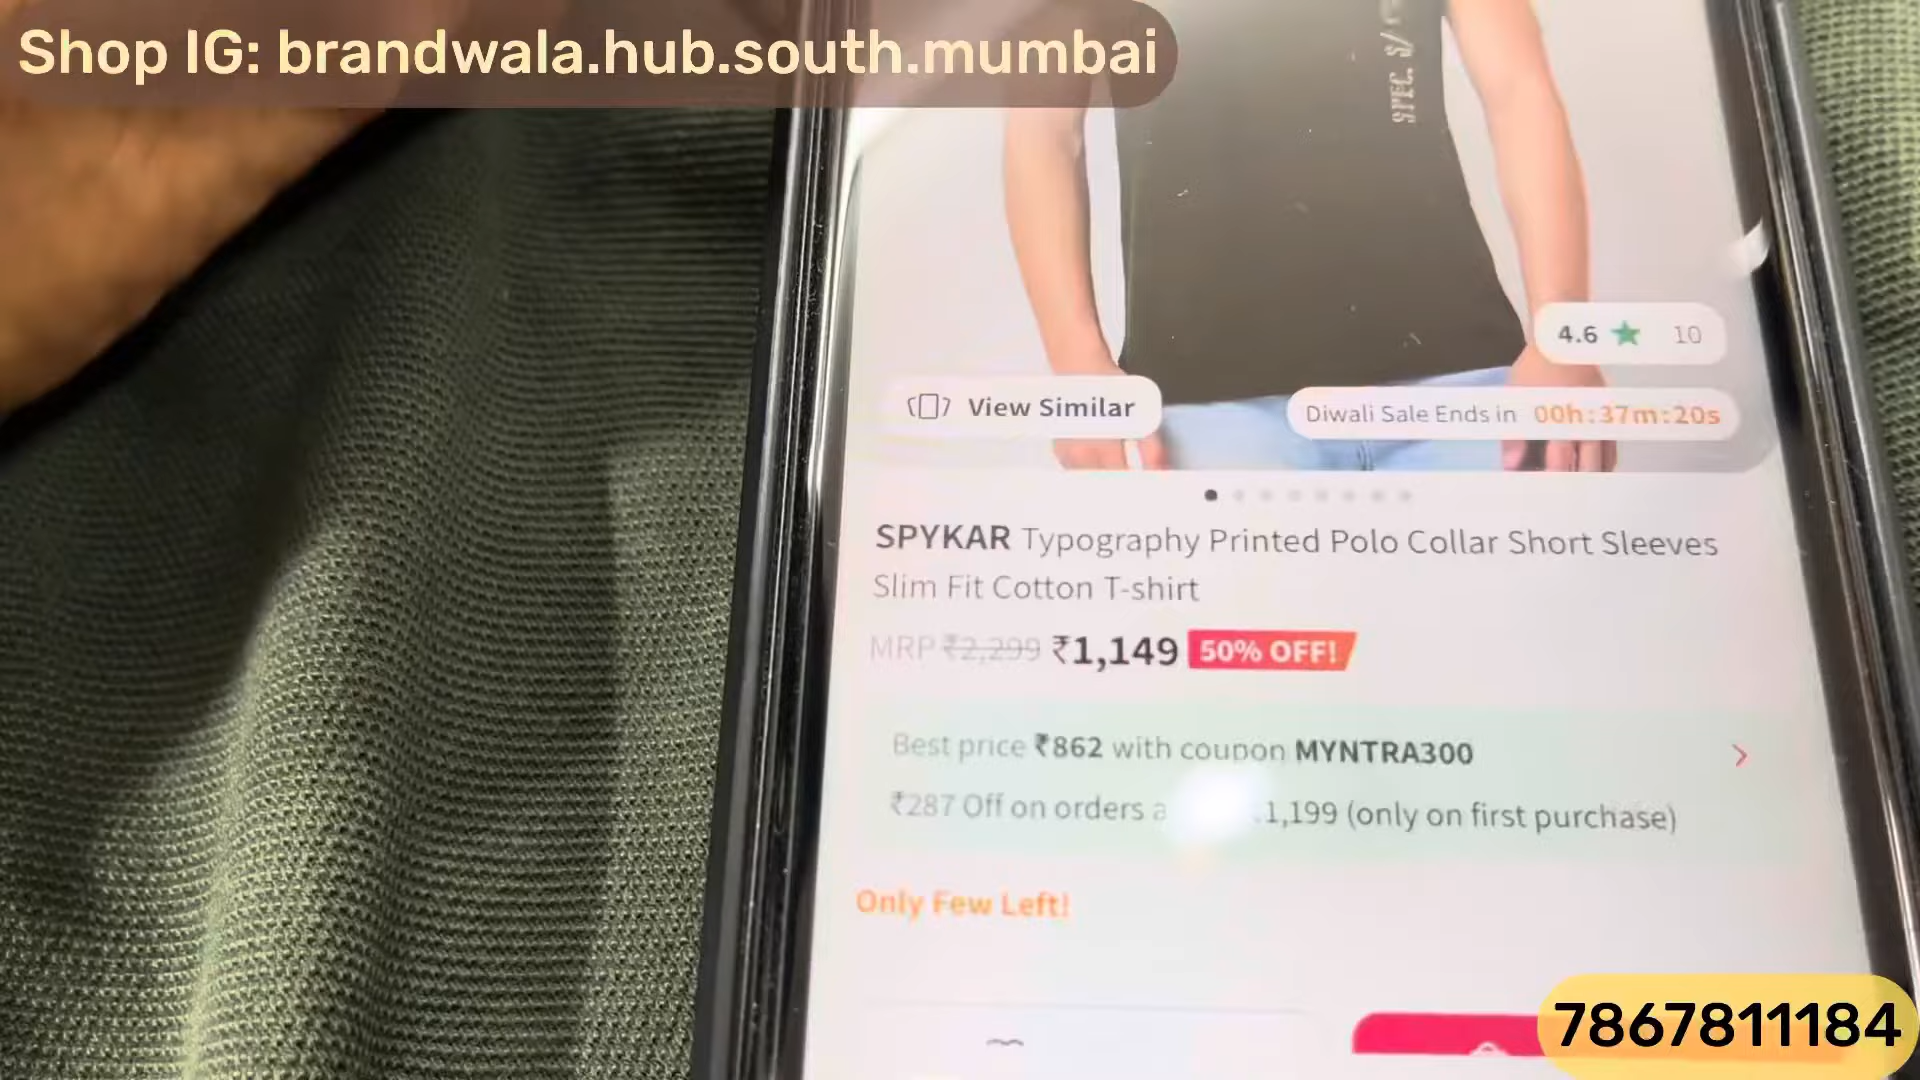 Shop IG: brandwala.hub.south.mumbai
SPEC. $/
4.6 ★ 10
View Similar
Diwali Sale Ends in 00h:37m:20s
SPYKAR Typography Printed Polo Collar Short Sleeves
Slim Fit Cotton T-shirt
MRP ₹2,299 ₹1,149 50% OFF!
Best price ₹862 with coupon MYNTRA300
₹287 Off on orders 1,199 (only on first purchase)
Only Few Left!
7867811184